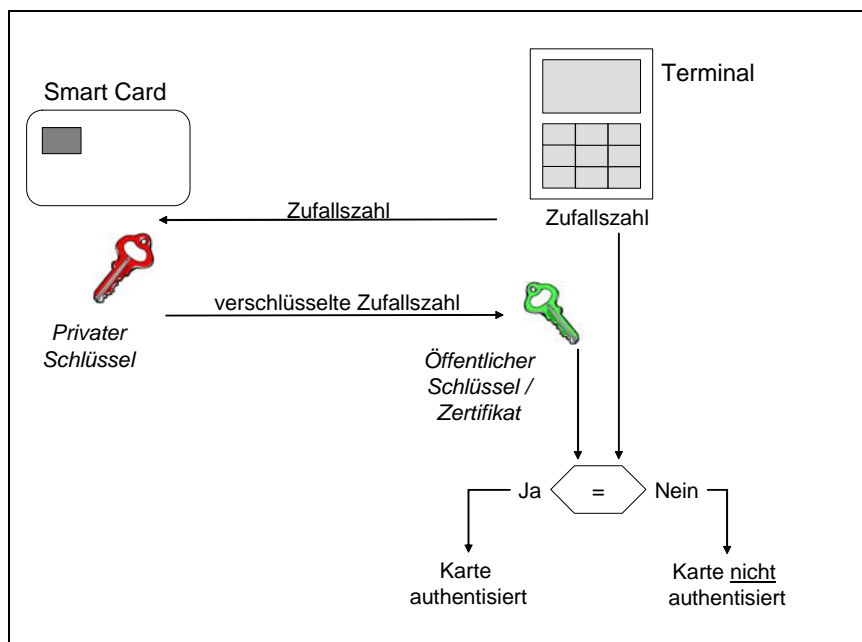 Smart Card
Terminal
Zufallszahl
Zufallszahl
verschlüsselte Zufallszahl
Privater
Schlüssel
Öffentlicher
Schlüssel /
Zertifikat
Ja
=
Nein
Karte
authentisiert
Karte nicht
authentisiert